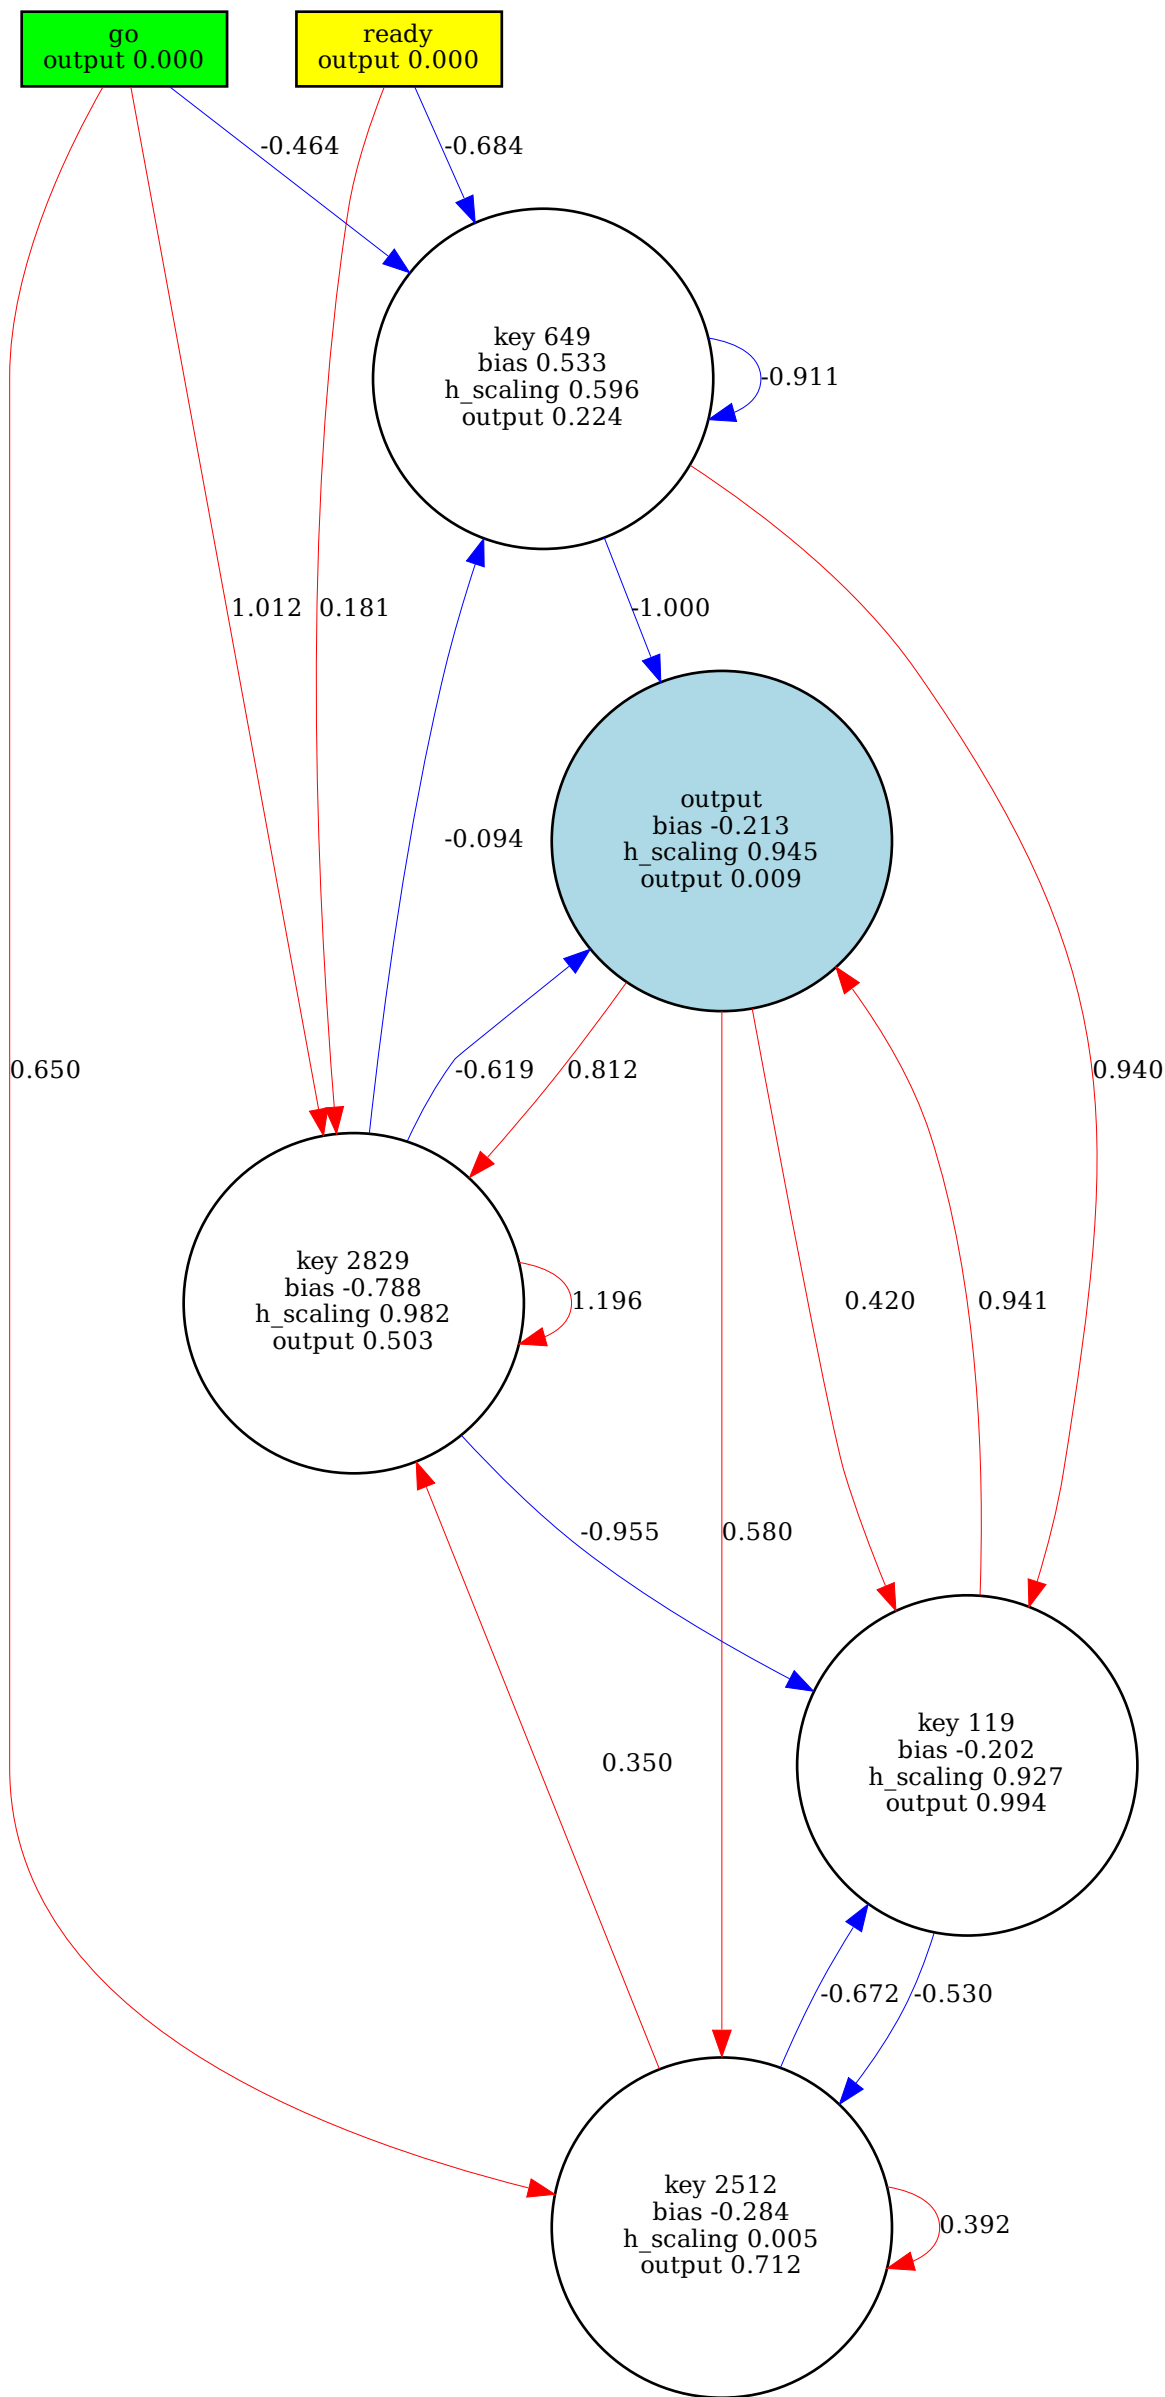 go
output 0.000
ready
output 0.000
-0.464
-0.684
key 649
bias 0.533
h_scaling 0.596
output 0.224
-0.911
1.012
0.181
-1.000
output
bias -0.213
h_scaling 0.945
output 0.009
-0.094
0.650
-0.619
0.812
0.940
key 2829
bias -0.788
h_scaling 0.982
output 0.503
1.196
0.420
0.941
-0.955
0.580
key 119
bias -0.202
h_scaling 0.927
output 0.994
0.350
-0.672
-0.530
key 2512
bias -0.284
h_scaling 0.005
output 0.712
0.392